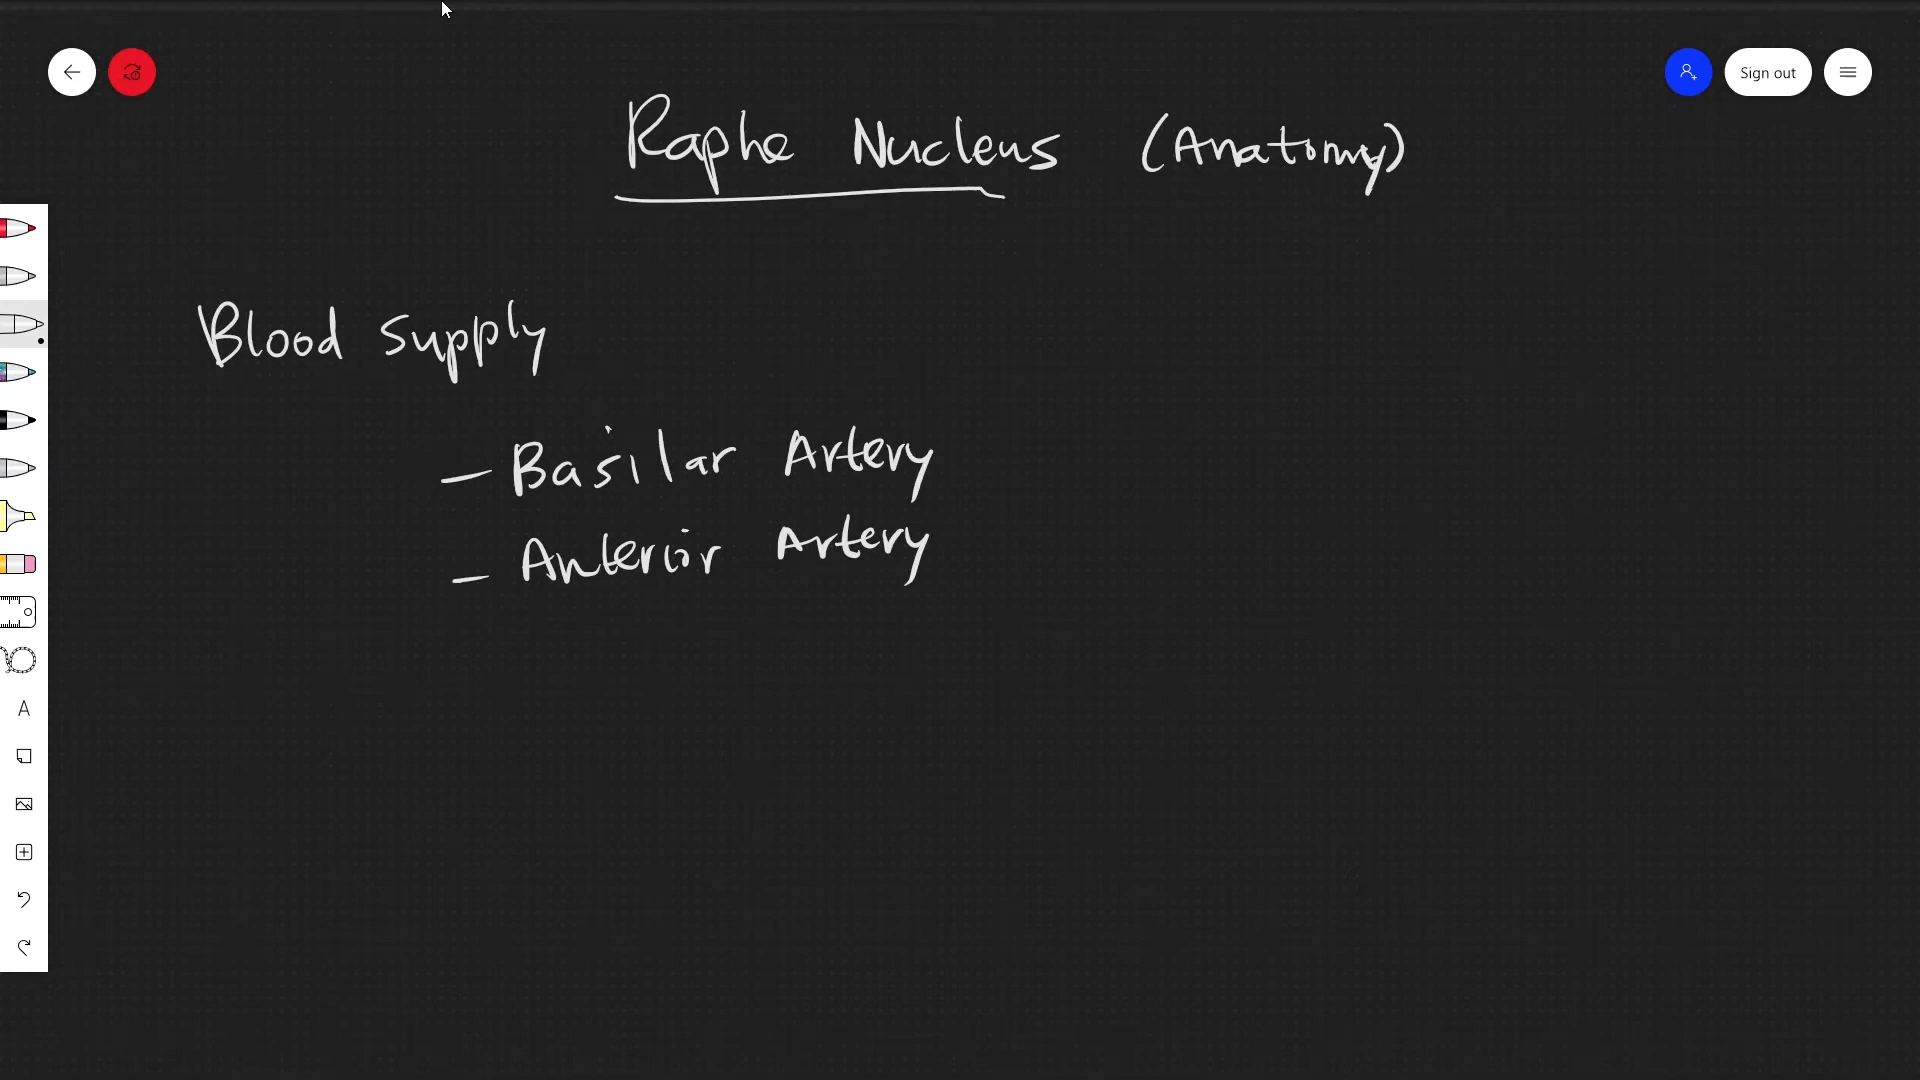 Sign out
Raphe Nucleus (Anatomy)
Blood Supply
- Basilar Artery
- Anterior Artery
A